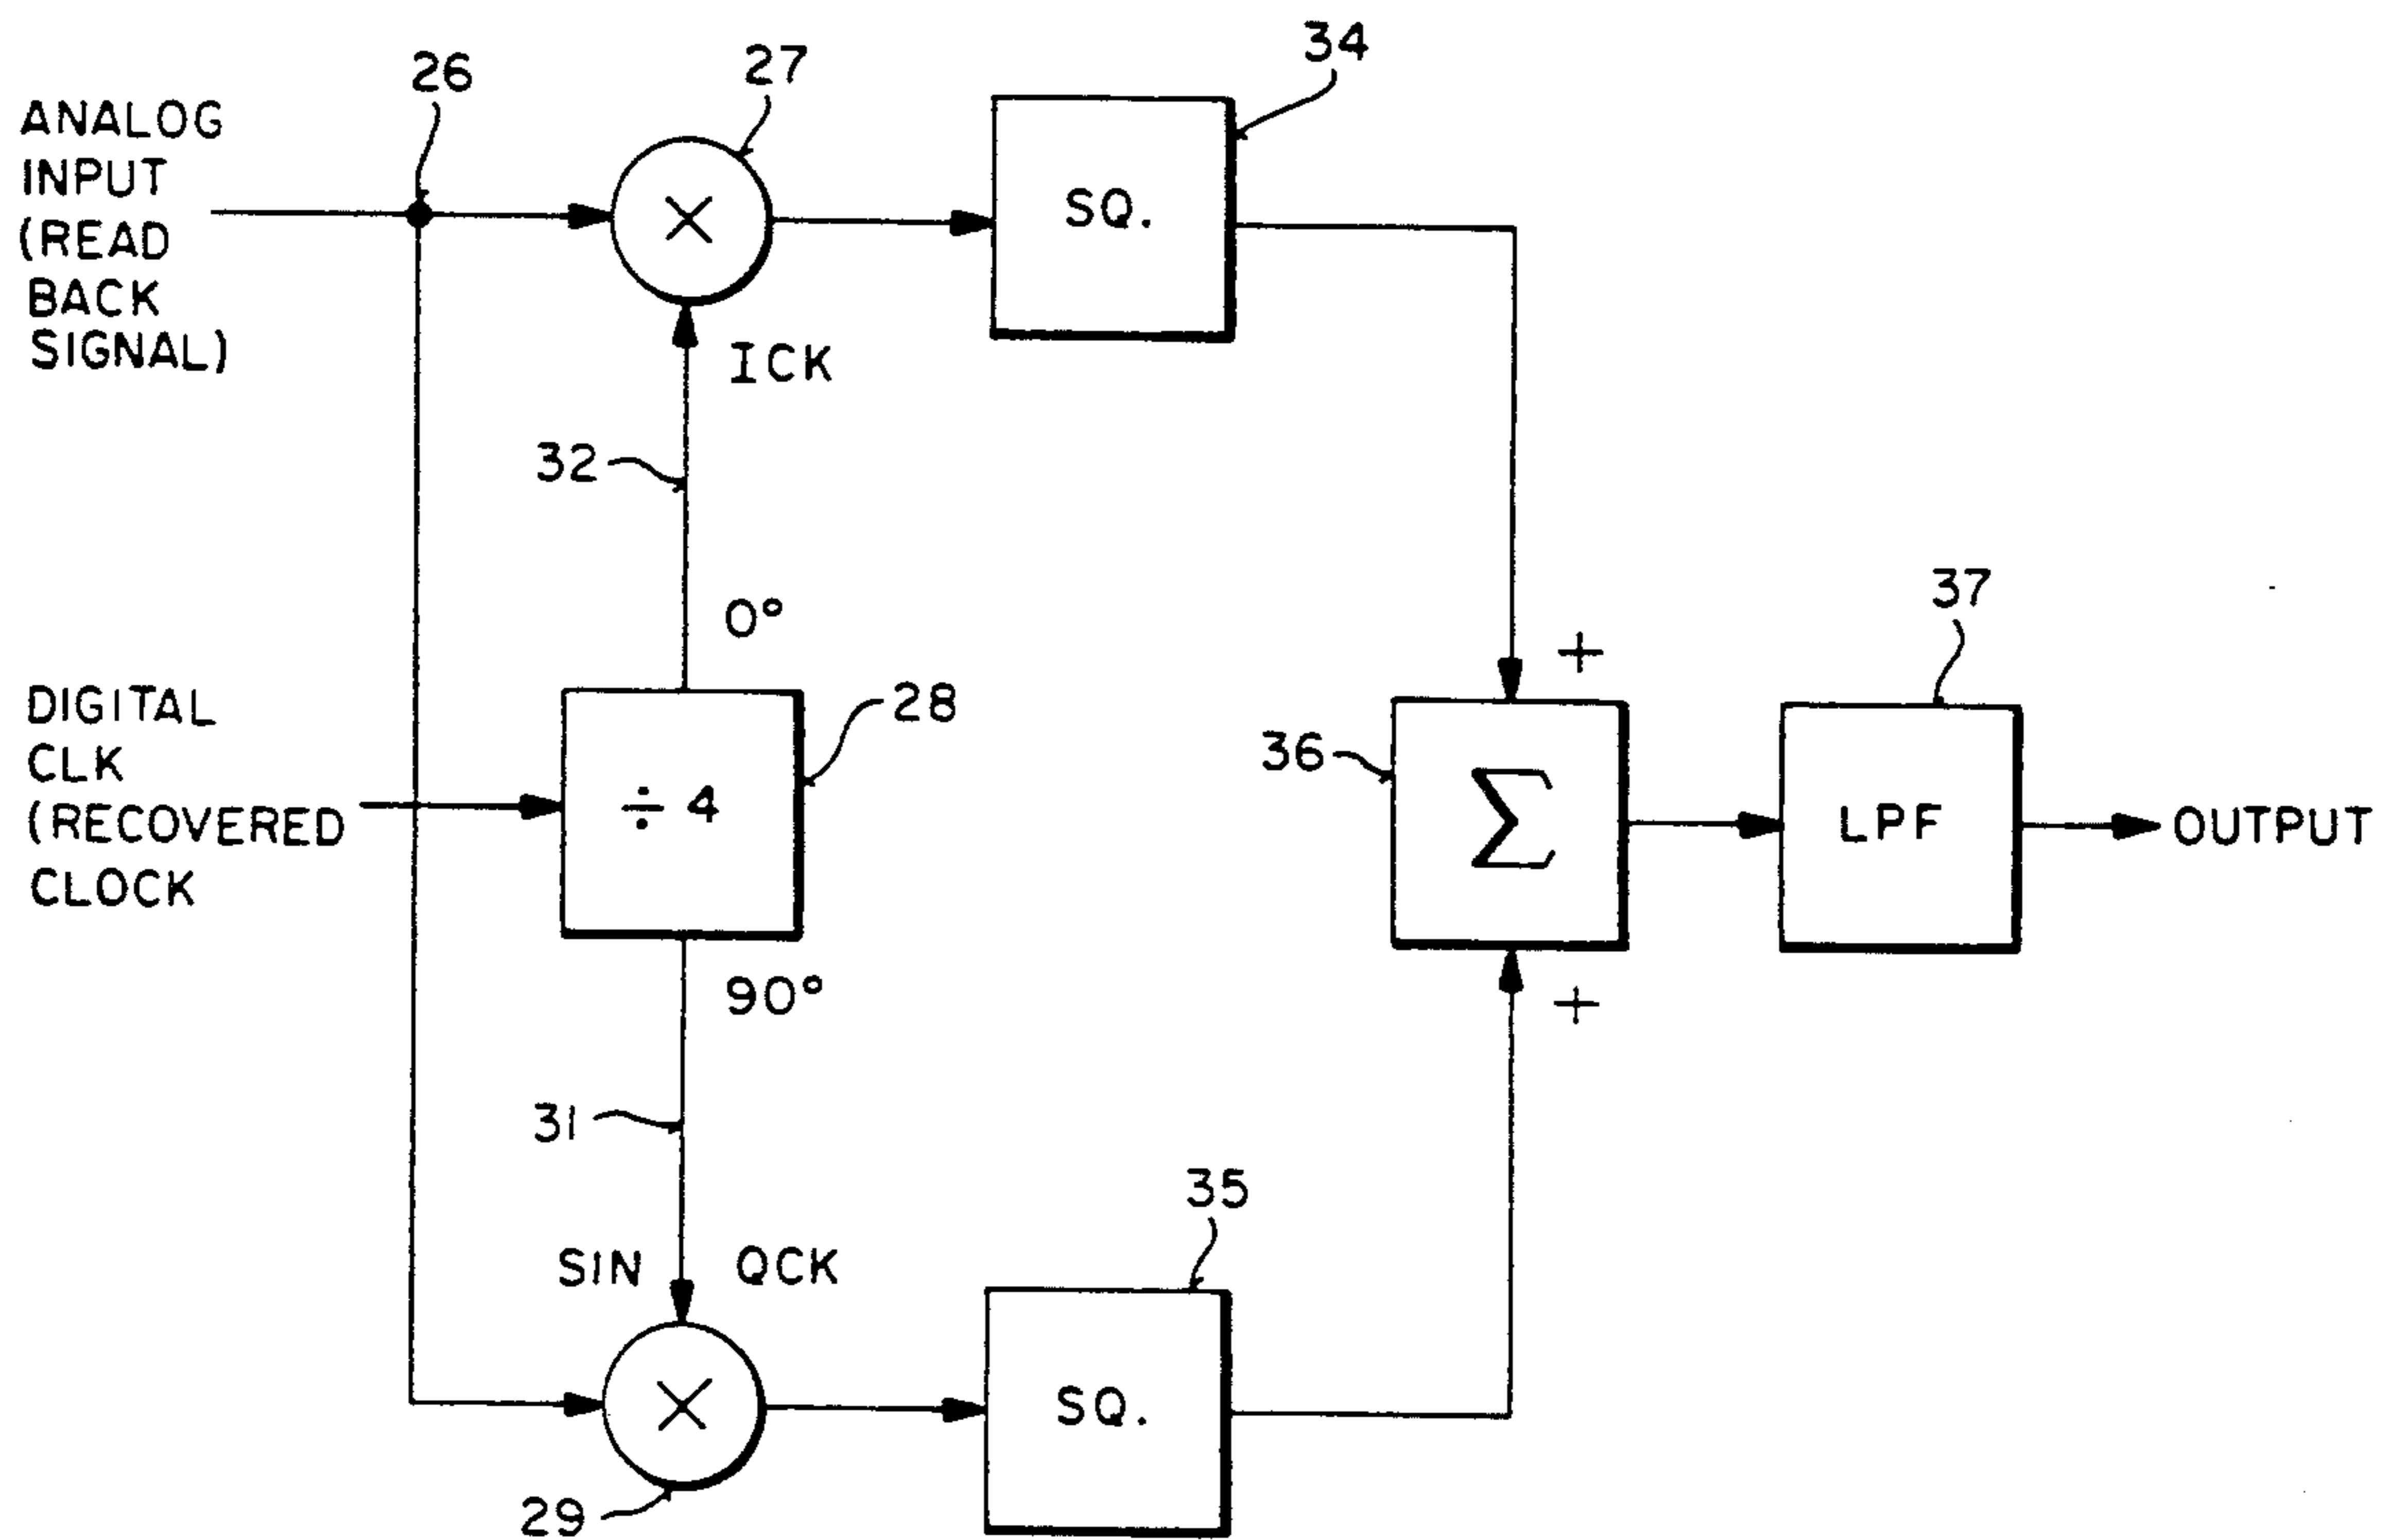 34
26
27
ANALOG
INPUT
(READ
BACK
SIGNAL)
×
SQ.
ICK
32
0°
37
+
DIGITAL
CLK
(RECOVERED
CLOCK
÷ 4
28
36
Σ
LPF
OUTPUT
90°
+
31
35
SIN
QCK
×
SQ.
29